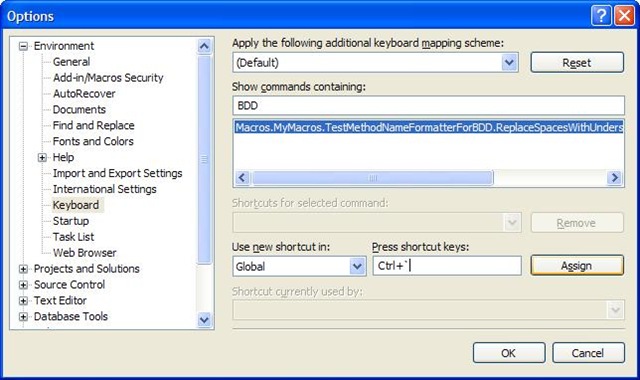 Options
Environment
General
Add-in/Macros Security
AutoRecover
Documents
Find and Replace
Fonts and Colors
Help
Import and Export Settings
International Settings
Keyboard
Startup
Task List
Web Browser
Projects and Solutions
Source Control
Text Editor
Database Tools
Apply the following additional keyboard mapping scheme:
(Default)
Reset
Show commands containing:
BDD
Macros.MyMacros.TestMethodNameFormatterForBDD.ReplaceSpacesWithUnders
Shortcuts for selected command:
Remove
Use new shortcut in:
Press shortcut keys:
Global
Ctrl+`
Assign
Shortcut currently used by:
OK
Cancel